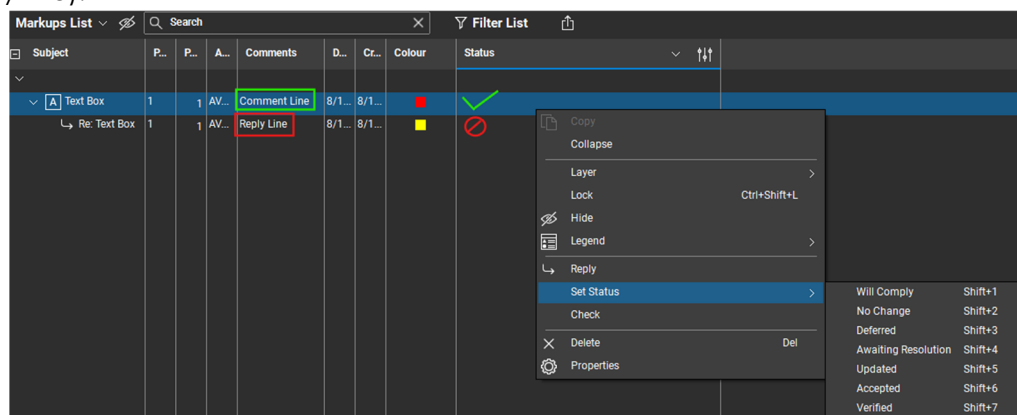 Markups List Search Filter List
Subject P... P... A... Comments D... Cr... Colour Status
A Text Box 1 1 AV... Comment Line 8/1... 8/1...
Re: Text Box 1 1 AV... Reply Line 8/1... 8/1...
Copy
Collapse
Layer
Lock Ctrl+Shift+L
Hide
Legend
Reply
Set Status
Check
Delete Del
Properties
Will Comply Shift+1
No Change Shift+2
Deferred Shift+3
Awaiting Resolution Shift+4
Updated Shift+5
Accepted Shift+6
Verified Shift+7